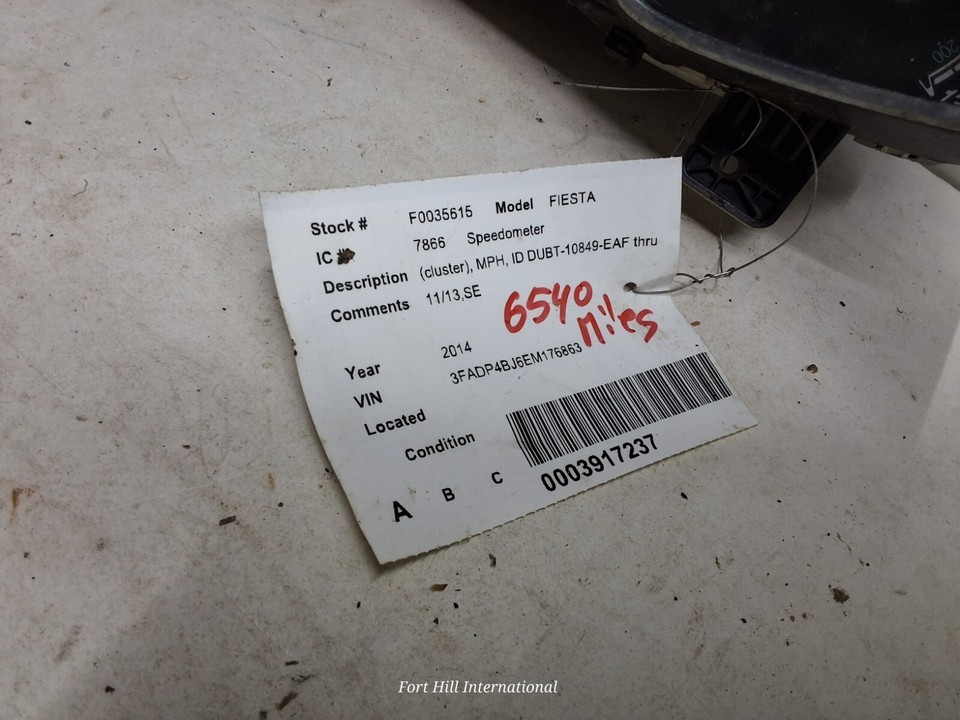 Stock # F0035615 Model FIESTA
IC # 7866 Speedometer
Description (cluster), MPH, ID DUBT-10849-EAF thru
Comments 11/13,SE
6540
Miles
Year 2014
VIN 3FADP4BJ6EM176863
Located
Condition
A B C
0003917237
200
Fort Hill International